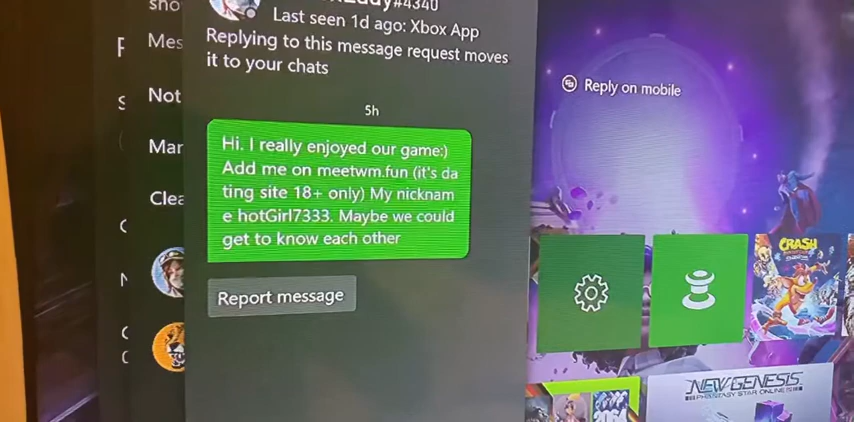 sho
#4340
Last seen 1d ago: Xbox App
Replying to this message request moves
it to your chats
Mes
Not
Mar
Clea
5h
Hi. I really enjoyed our game:)
Add me on meetwm.fun (it's da
ting site 18+ only) My nicknam
e hotGirl7333. Maybe we could
get to know each other
Report message
Reply on mobile
CRASH
NEW GENESIS
PHANTASY STAR ONLINE